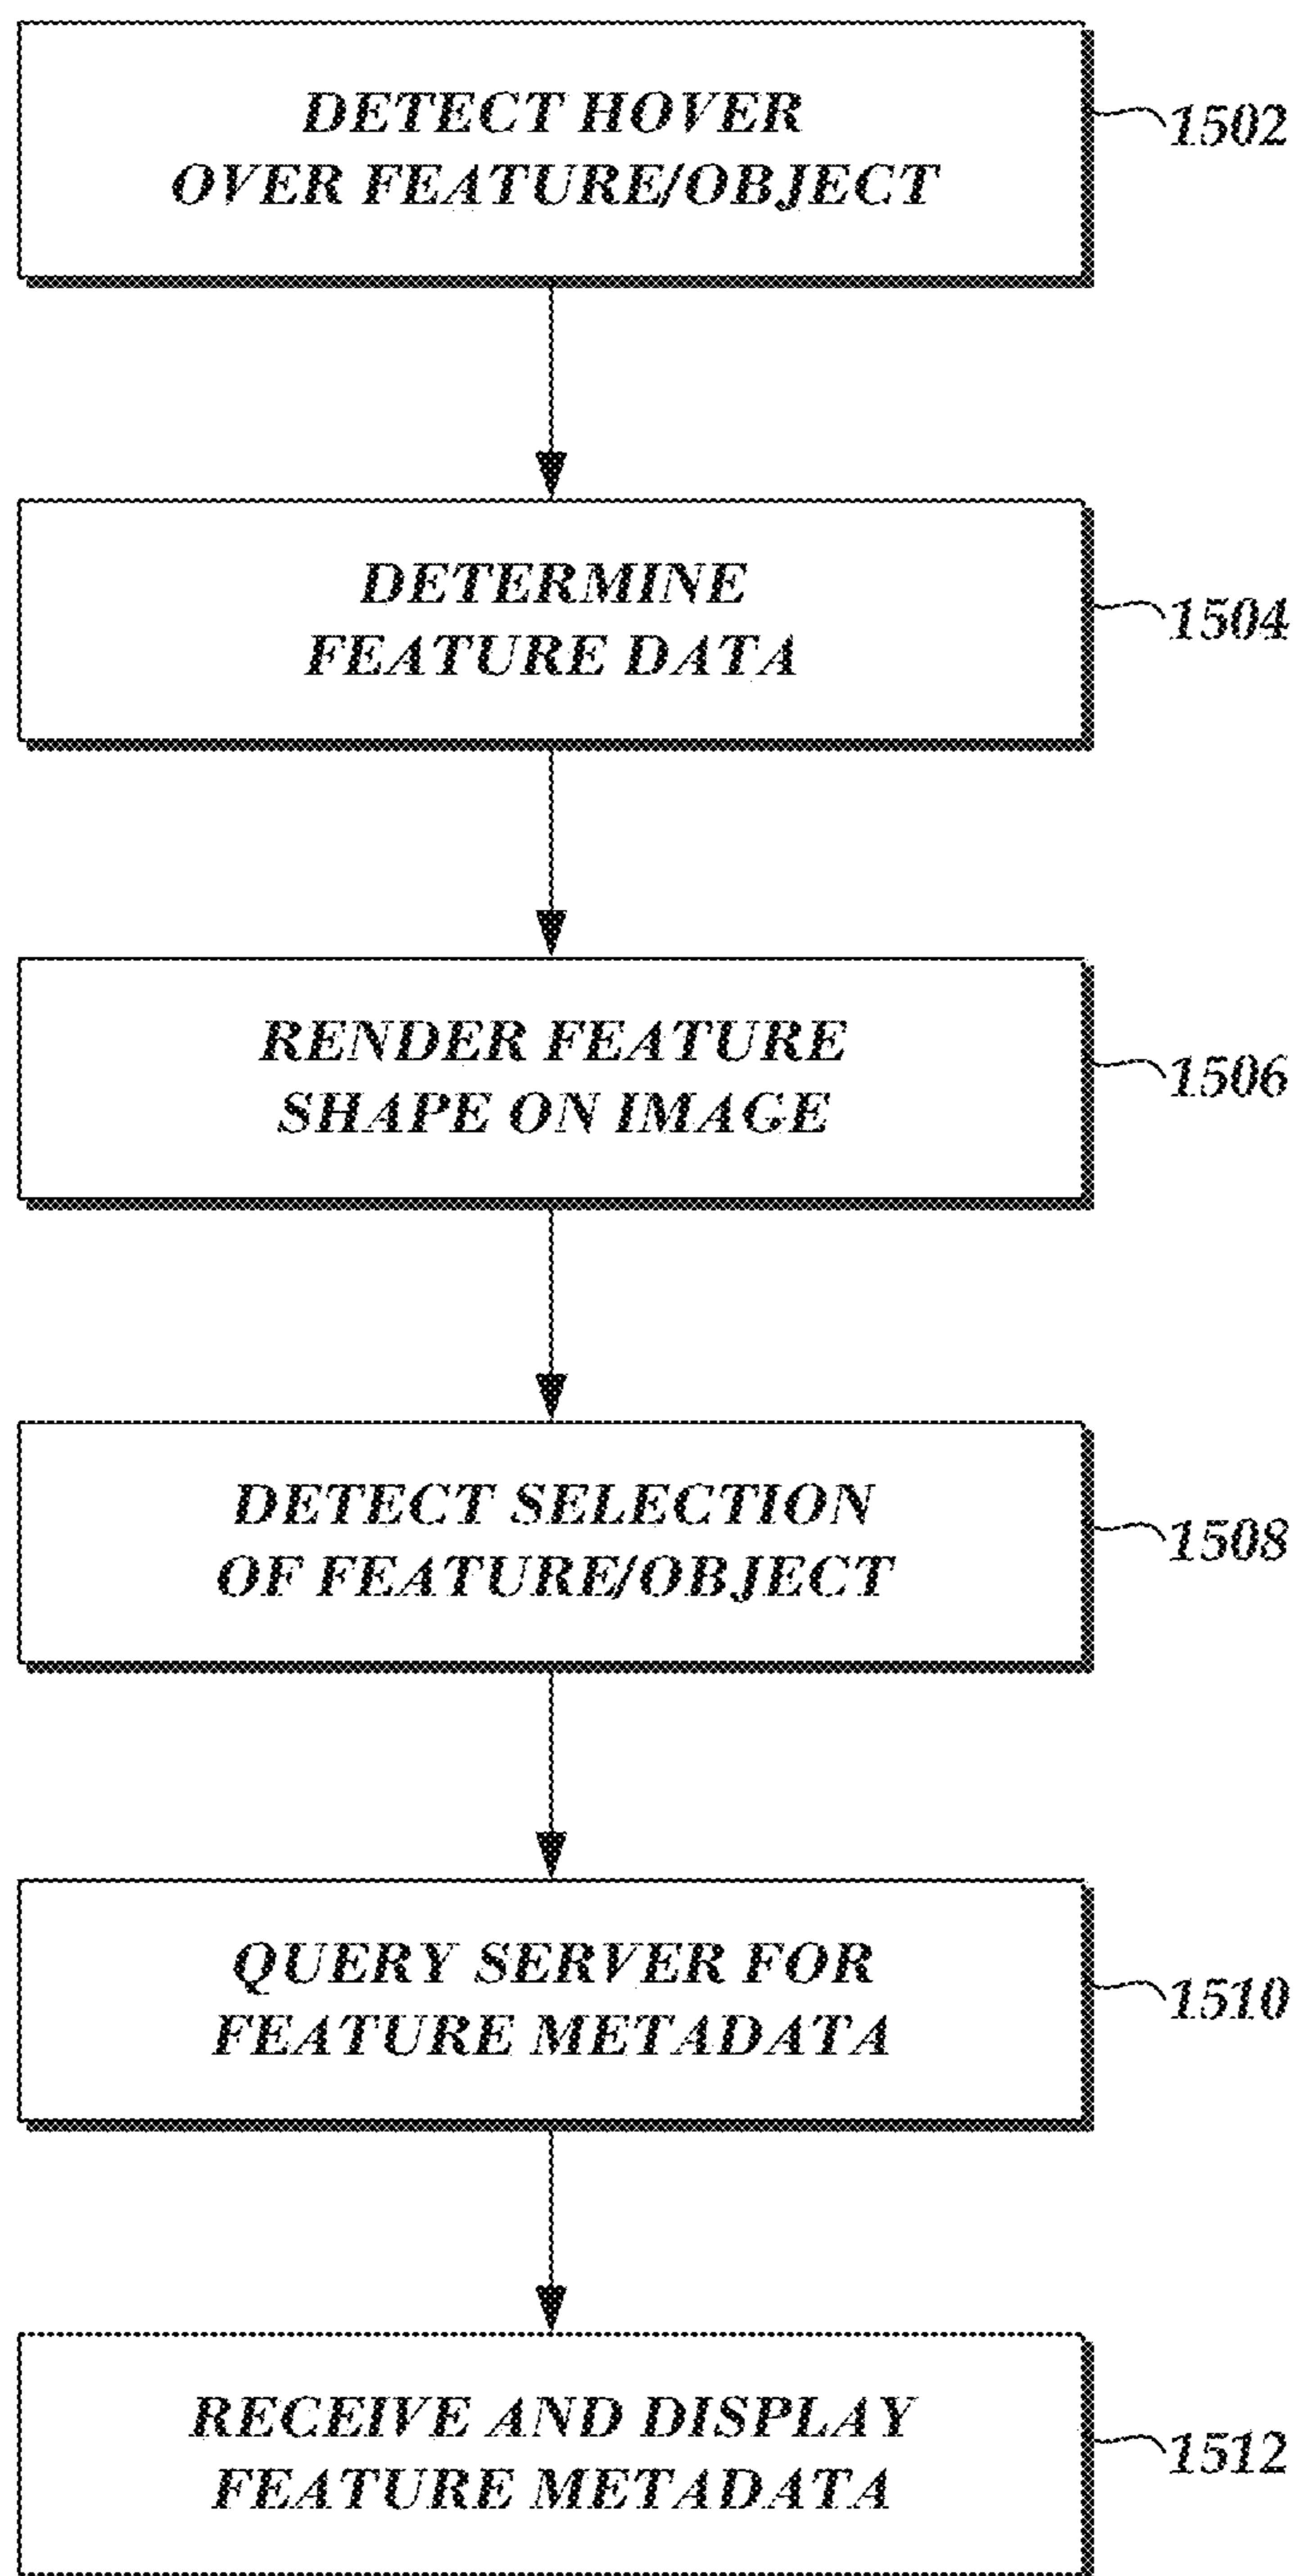 DETECT HOVER
OVER FEATURE/OBJECT
1502
DETERMINE
FEATURE DATA
1504
RENDER FEATURE
SHAPE ON IMAGE
1506
DETECT SELECTION
OF FEATURE/OBJECT
1508
QUERY SERVER FOR
FEATURE METADATA
1510
RECEIVE AND DISPLAY
FEATURE METADATA
1512